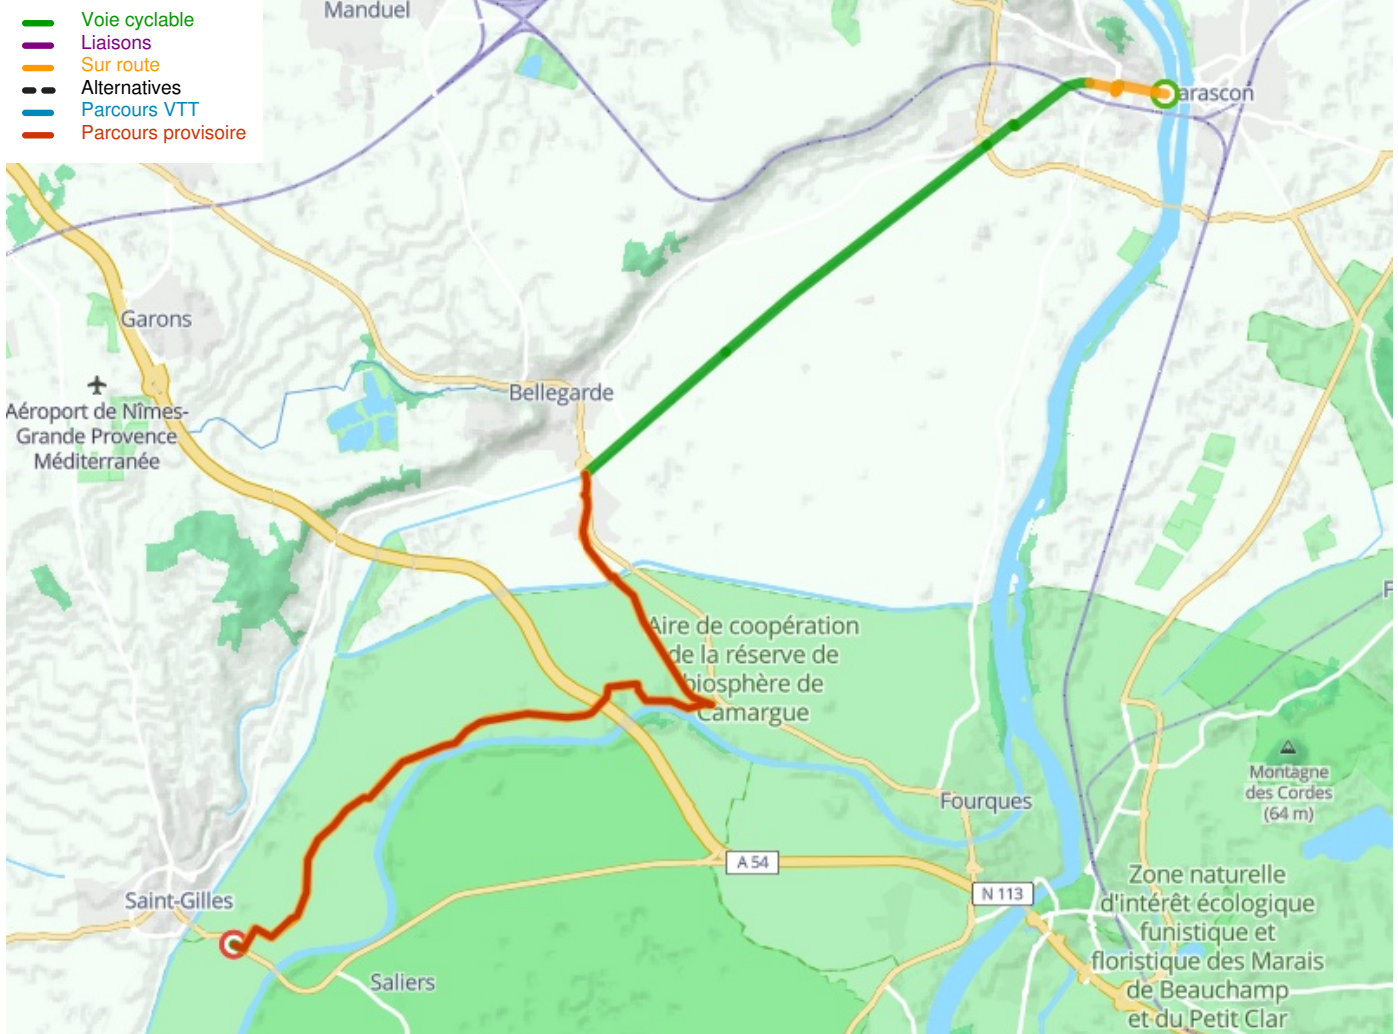 Voie cyclable
Liaisons
Sur route
Alternatives
Parcours VTT
Parcours provisoire
Manduel
arascon
Garons
Aéroport de Nîmes-
Grande Provence
Méditerranée
Bellegarde
Aire de coopération
de la réserve de
biosphère de
Camargue
F
Montagne
des Cordes
(64 m)
Fourques
A 54
N 113
Saint-Gilles
Saliers
Zone naturelle
d'intérêt écologique
funistique et
floristique des Marais
de Beauchamp
et du Petit Clar